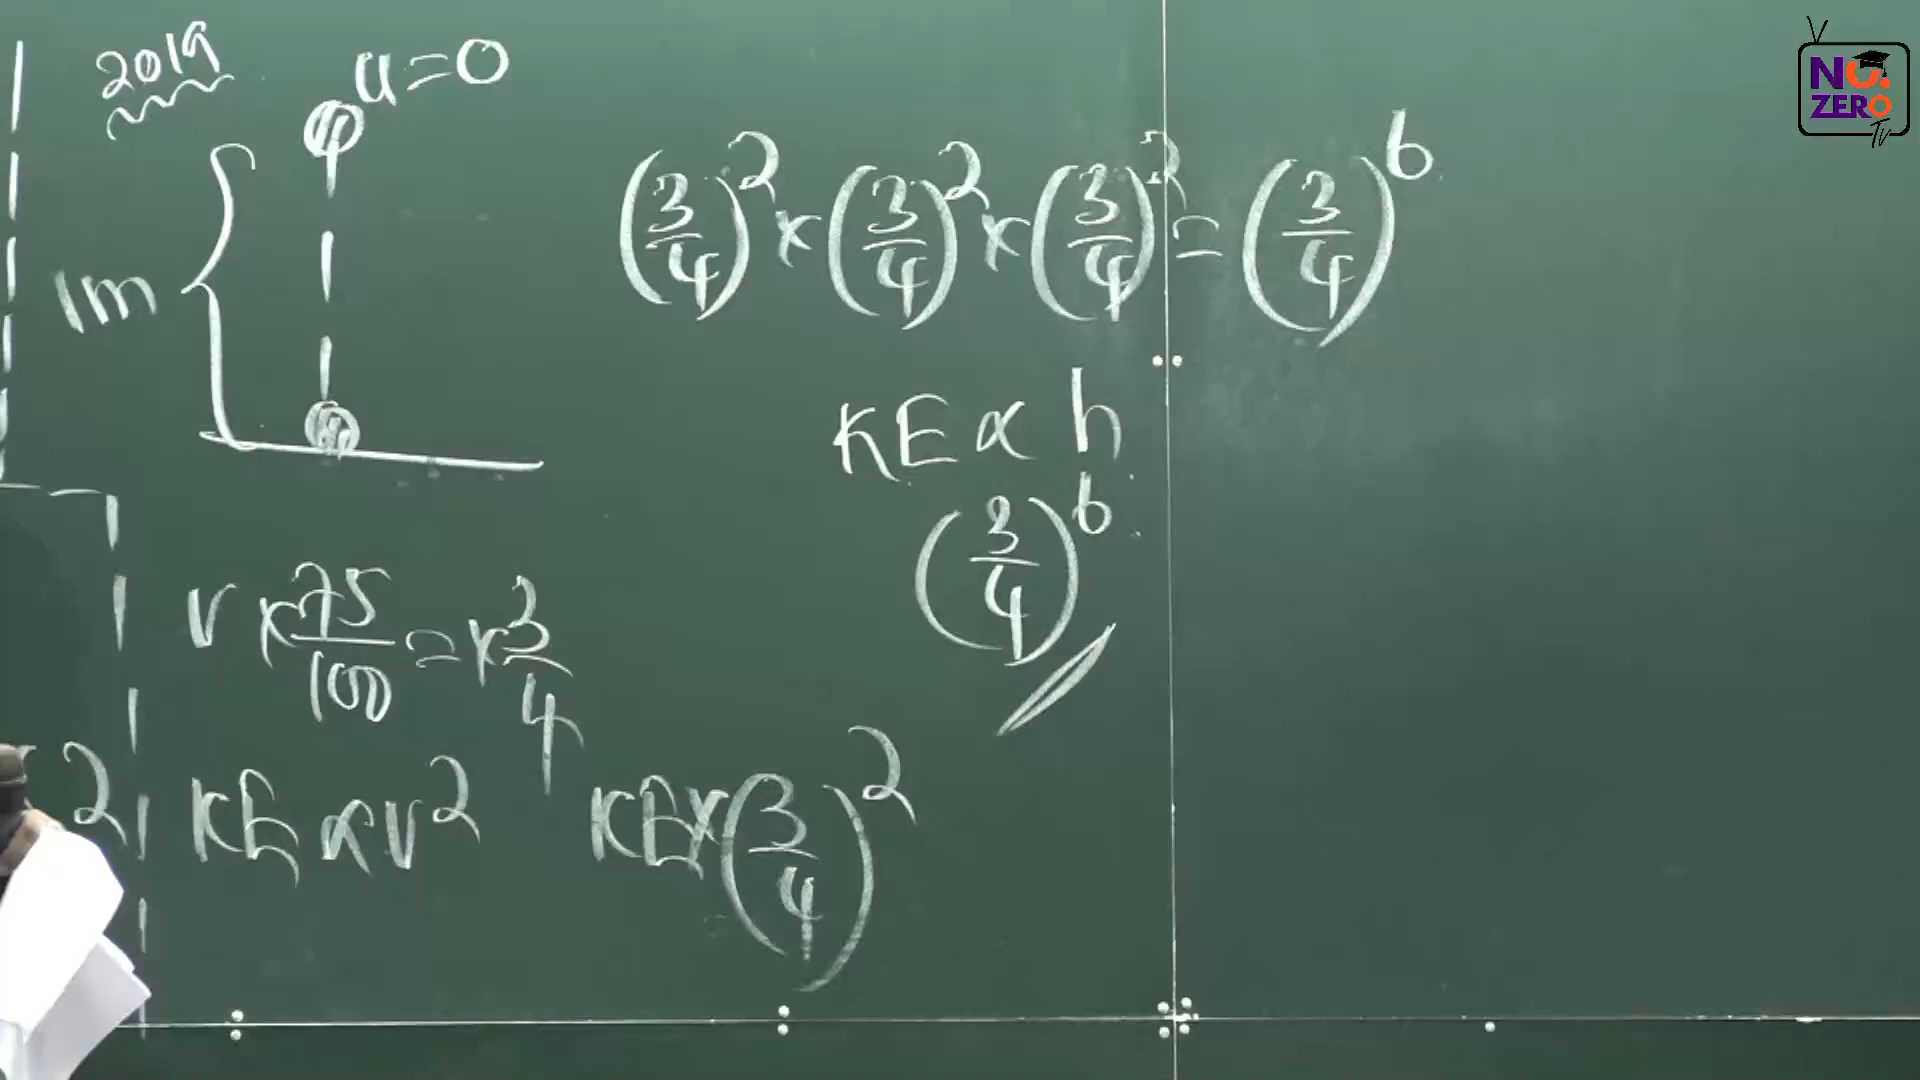 2019
u=0
1m
(3/4)² × (3/4)² × (3/4)² = (3/4)⁶
KE ∝ h
(3/4)⁶
v × 75/100 = × 3/4
2
KE ∝ v²
KE × (3/4)²
NO.
ZERO
TV